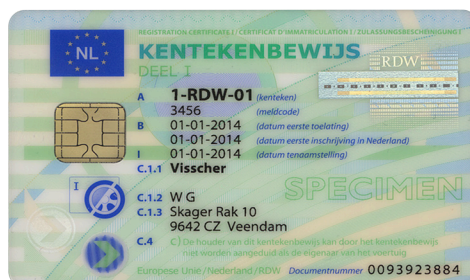 REGISTRATION CERTIFICATE I / CERTIFICAT D'IMMATRICULATION I / ZULASSUNGSBESCHEINIGUNG I
NL
KENTEKENBEWIJS
DEEL I
RDW
A 1-RDW-01 (kenteken)
3456 (meldcode)
B 01-01-2014 (datum eerste toelating)
01-01-2014 (datum eerste inschrijving in Nederland)
I 01-01-2014 (datum tenaamstelling)
C.1.1 Visscher
I
SPECIMEN
C.1.2 W G
C.1.3 Skager Rak 10
9642 CZ Veendam
C.4 c) De houder van dit kentekenbewijs kan door het kentekenbewijs
niet worden aangeduid als de eigenaar van het voertuig
Europese Unie / Nederland / RDW Documentnummer 0093923884